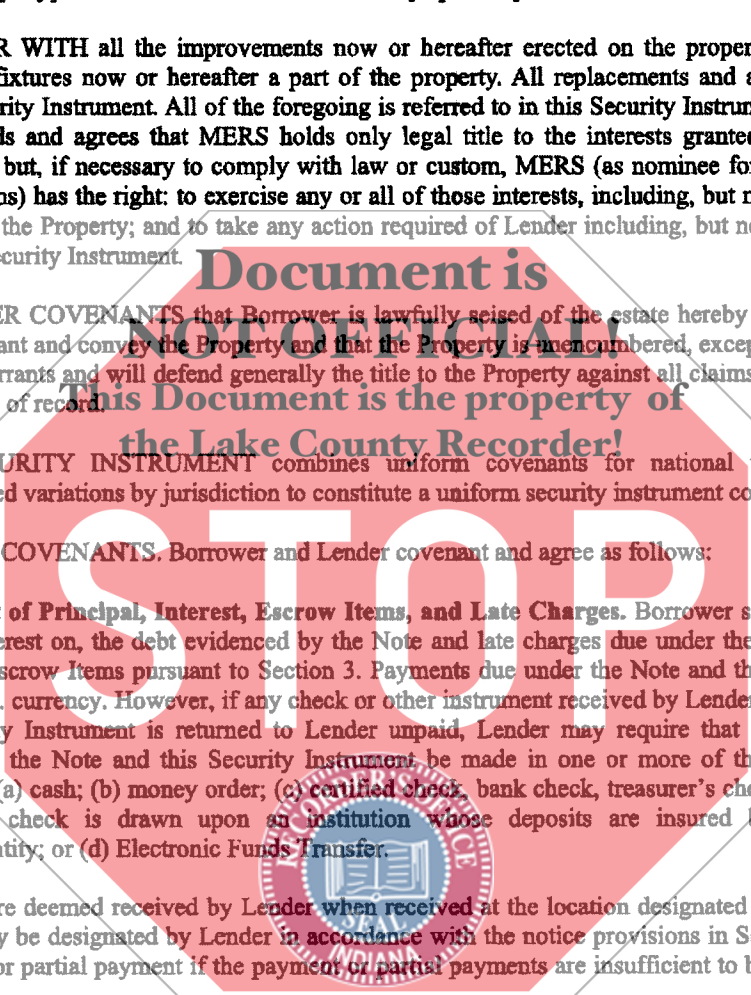 R WITH all the improvements now or hereafter erected on the proper
fixtures now or hereafter a part of the property. All replacements and a
rity Instrument. All of the foregoing is referred to in this Security Instrum
ds and agrees that MERS holds only legal title to the interests granted
but, if necessary to comply with law or custom, MERS (as nominee for
ns) has the right: to exercise any or all of those interests, including, but n
the Property; and to take any action required of Lender including, but no
ecurity Instrument.
Document is
ER COVENANTS that Borrower is lawfully seised of the estate hereby
NOT OFFICIAL!
ant and convey the Property and that the Property is unencumbered, excep
rrants and will defend generally the title to the Property against all claims
This Document is the property of
of record.
the Lake County Recorder!
URITY INSTRUMENT combines uniform covenants for national
ed variations by jurisdiction to constitute a uniform security instrument co
STOP
COVENANTS. Borrower and Lender covenant and agree as follows:
t of Principal, Interest, Escrow Items, and Late Charges. Borrower s
erest on, the debt evidenced by the Note and late charges due under the
scrow Items pursuant to Section 3. Payments due under the Note and th
. currency. However, if any check or other instrument received by Lender
y Instrument is returned to Lender unpaid, Lender may require that
the Note and this Security Instrument be made in one or more of th
(a) cash; (b) money order; (c) certified check, bank check, treasurer's che
check is drawn upon an institution whose deposits are insured b
ntity; or (d) Electronic Funds Transfer.
RECORDER'S
INDIANA
re deemed received by Lender when received at the location designated
y be designated by Lender in accordance with the notice provisions in S
or partial payment if the payment or partial payments are insufficient to b